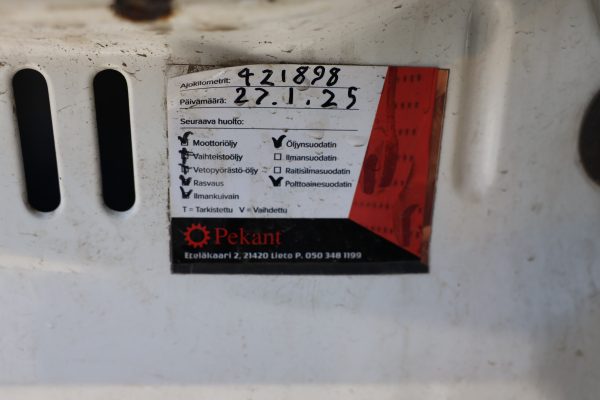 Ajokilometrit: 421898
Päivämäärä: 27.1.25
Seuraava huolto:
V Moottoriöljy V Öljynsuodatin
T Vaihteistoöljy Ilmansuodatin
T Vetopyörästö-öljy Raitisilmasuodatin
V Rasvaus V Polttoainesuodatin
V Ilmankuivain
T = Tarkistettu V = Vaihdettu
Pekant
Eteläkaari 2, 21420 Lieto P. 050 348 1199